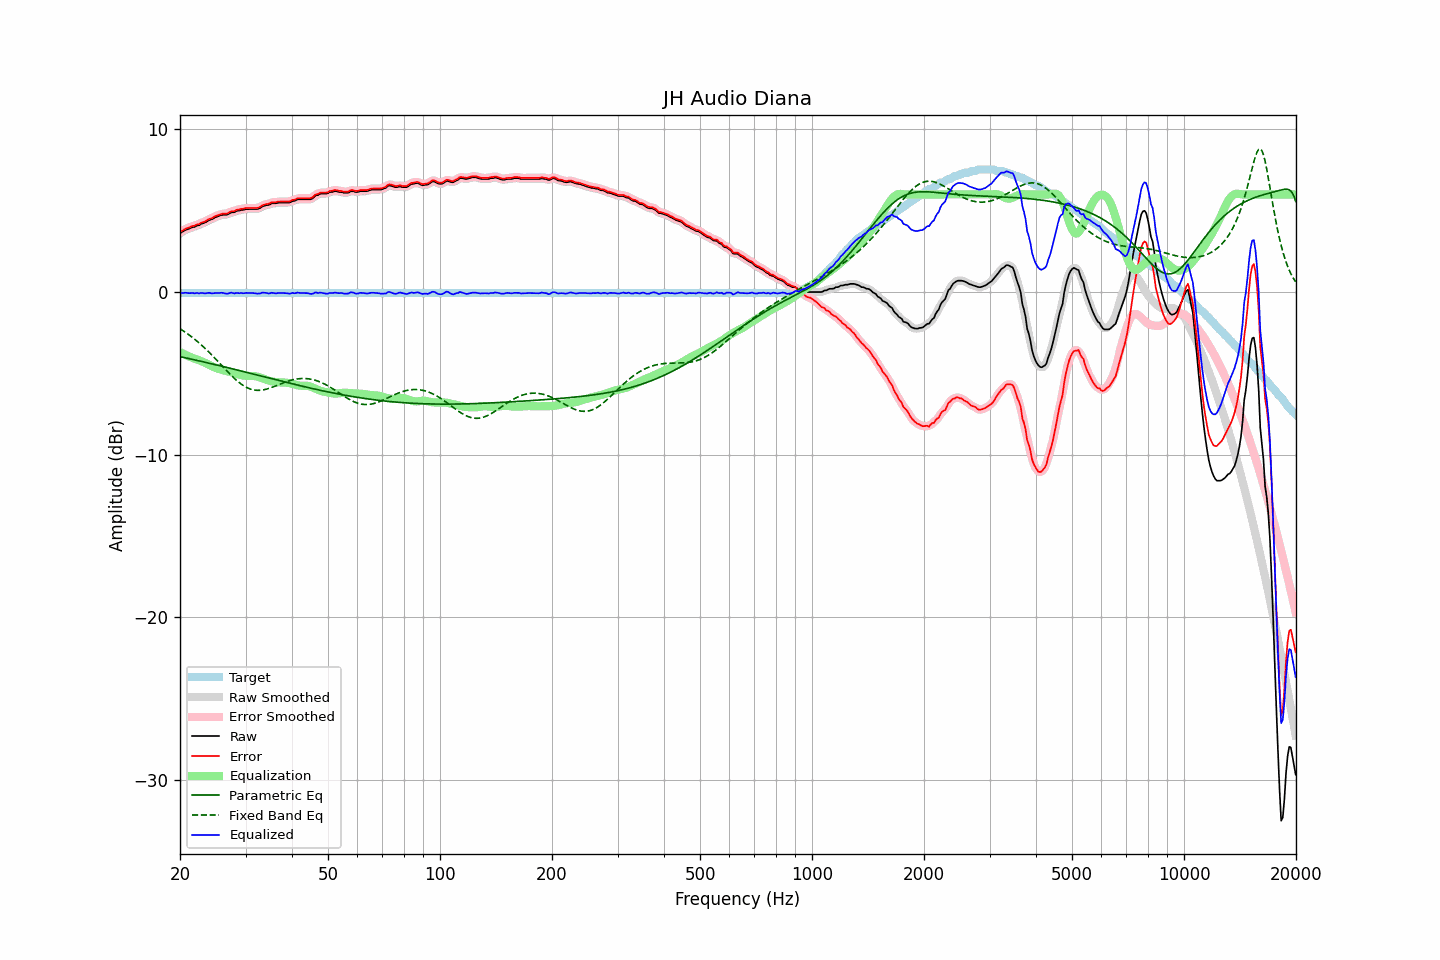 JH Audio Diana
10
0
−10
−20
−30
Amplitude (dBr)
Target
Raw Smoothed
Error Smoothed
Raw
Error
Equalization
Parametric Eq
Fixed Band Eq
Equalized
20 50 100 200 500 1000 2000 5000 10000 20000
Frequency (Hz)